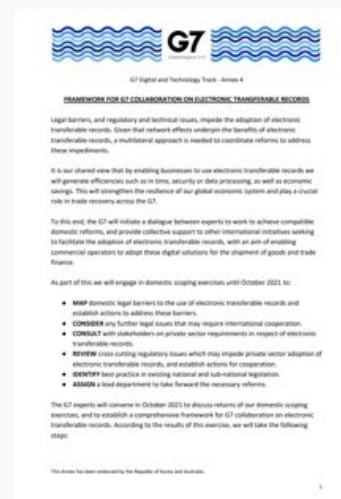 G7
G7 Digital and Technology Track - Annex 4
FRAMEWORK FOR G7 COLLABORATION ON ELECTRONIC TRANSFERABLE RECORDS
Legal barriers, and regulatory and technical issues, impede the adoption of electronic
transferable records. Given that network effects underpin the benefits of electronic
transferable records, a multilateral approach is needed to coordinate reforms to address
these impediments.
It is our shared view that by enabling businesses to use electronic transferable records we
will generate efficiencies such as in time, security or data processing, as well as economic
savings. This will strengthen the resilience of our global economic system and play a crucial
role in trade recovery across the G7.
To this end, the G7 will initiate a dialogue between experts to work to achieve compatible
domestic reforms, and provide collective support to other international initiatives seeking
to facilitate the adoption of electronic transferable records, with an aim of enabling
commercial operators to adopt these digital solutions for the shipment of goods and trade
finance.
As part of this we will engage in domestic scoping exercises until October 2021 to:
● MAP domestic legal barriers to the use of electronic transferable records and
establish actions to address these barriers.
● CONSIDER any further legal issues that may require international cooperation.
● CONSULT with stakeholders on private sector requirements in respect of electronic
transferable records.
● REVIEW cross-cutting regulatory issues which may impede private sector adoption of
electronic transferable records, and establish actions for cooperation.
● IDENTIFY best practice in existing national and sub-national legislation.
● ASSIGN a lead department to take forward the necessary reforms.
The G7 experts will convene in October 2021 to discuss returns of our domestic scoping
exercises, and to establish a comprehensive framework for G7 collaboration on electronic
transferable records. According to the results of this exercise, we will take the following
steps:
This Annex has been endorsed by the Republic of Korea and Australia.
1